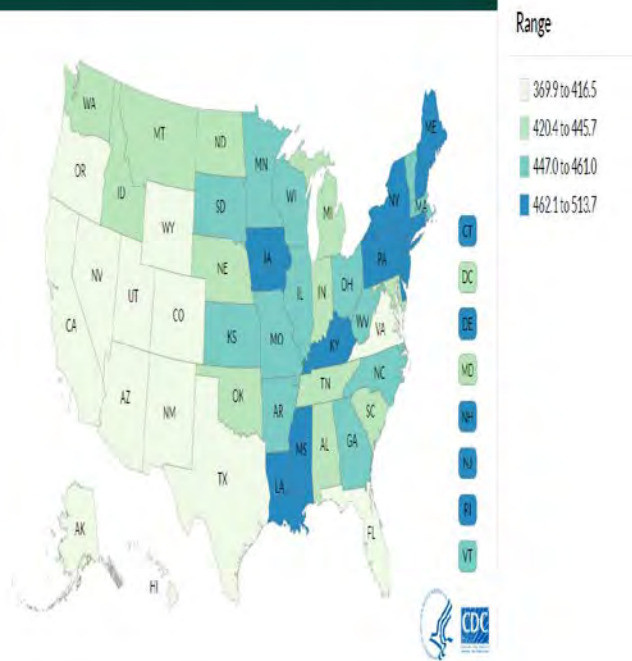 Range
369.9 to 416.5
420.4 to 445.7
447.0 to 461.0
462.1 to 513.7
WA
MT
ND
MN
ME
OR
ID
SD
WI
MI
NY
MA
WY
NE
IA
PA
CT
NV
UT
CO
IL
IN
OH
DC
CA
KS
MO
WV
VA
DE
KY
AZ
NM
OK
TN
NC
MD
AR
SC
TX
MS
AL
GA
NH
LA
NJ
FL
RI
AK
VT
HI
CDC